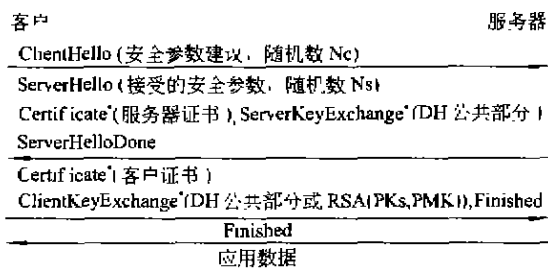 客户 服务器
ClientHello (安全参数建议, 随机数 Nc)
ServerHello (接受的安全参数, 随机数 Ns)
Certificate*(服务器证书), ServerKeyExchange*(DH 公共部分)
ServerHelloDone
Certificate*(客户证书)
ClientKeyExchange*(DH 公共部分或 RSA(PKs,PMK)),Finished
Finished
应用数据